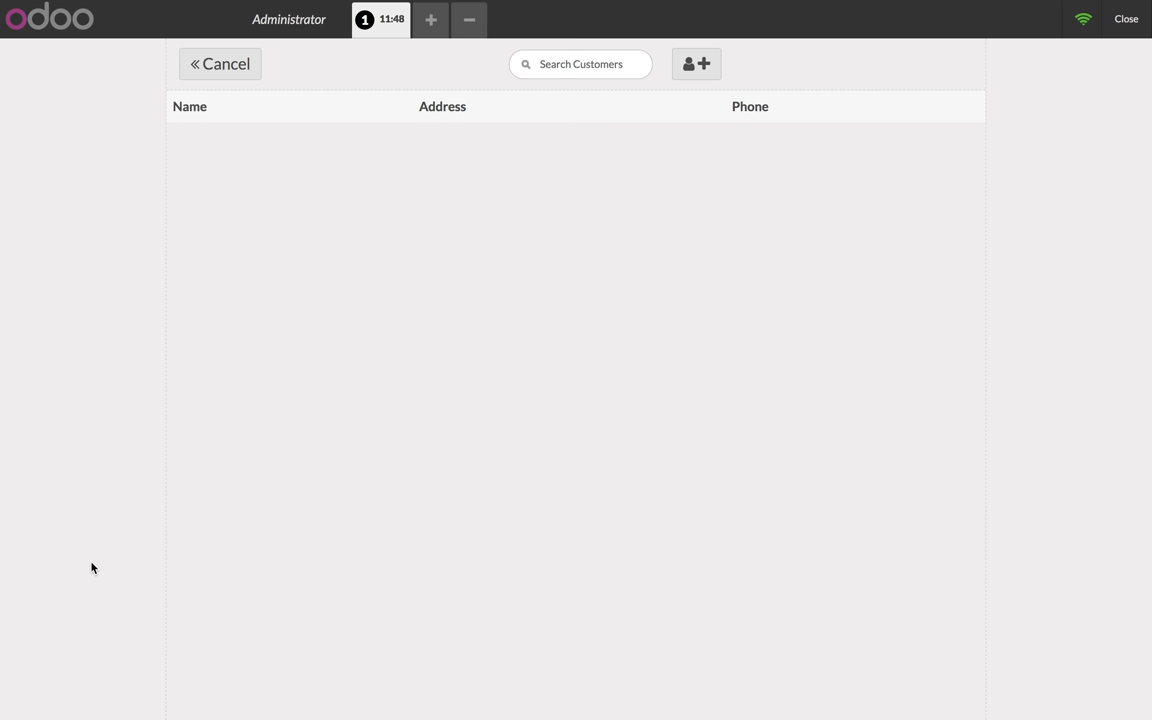 odoo
Administrator
1 11:48
Close
Cancel
Search Customers
Name Address Phone